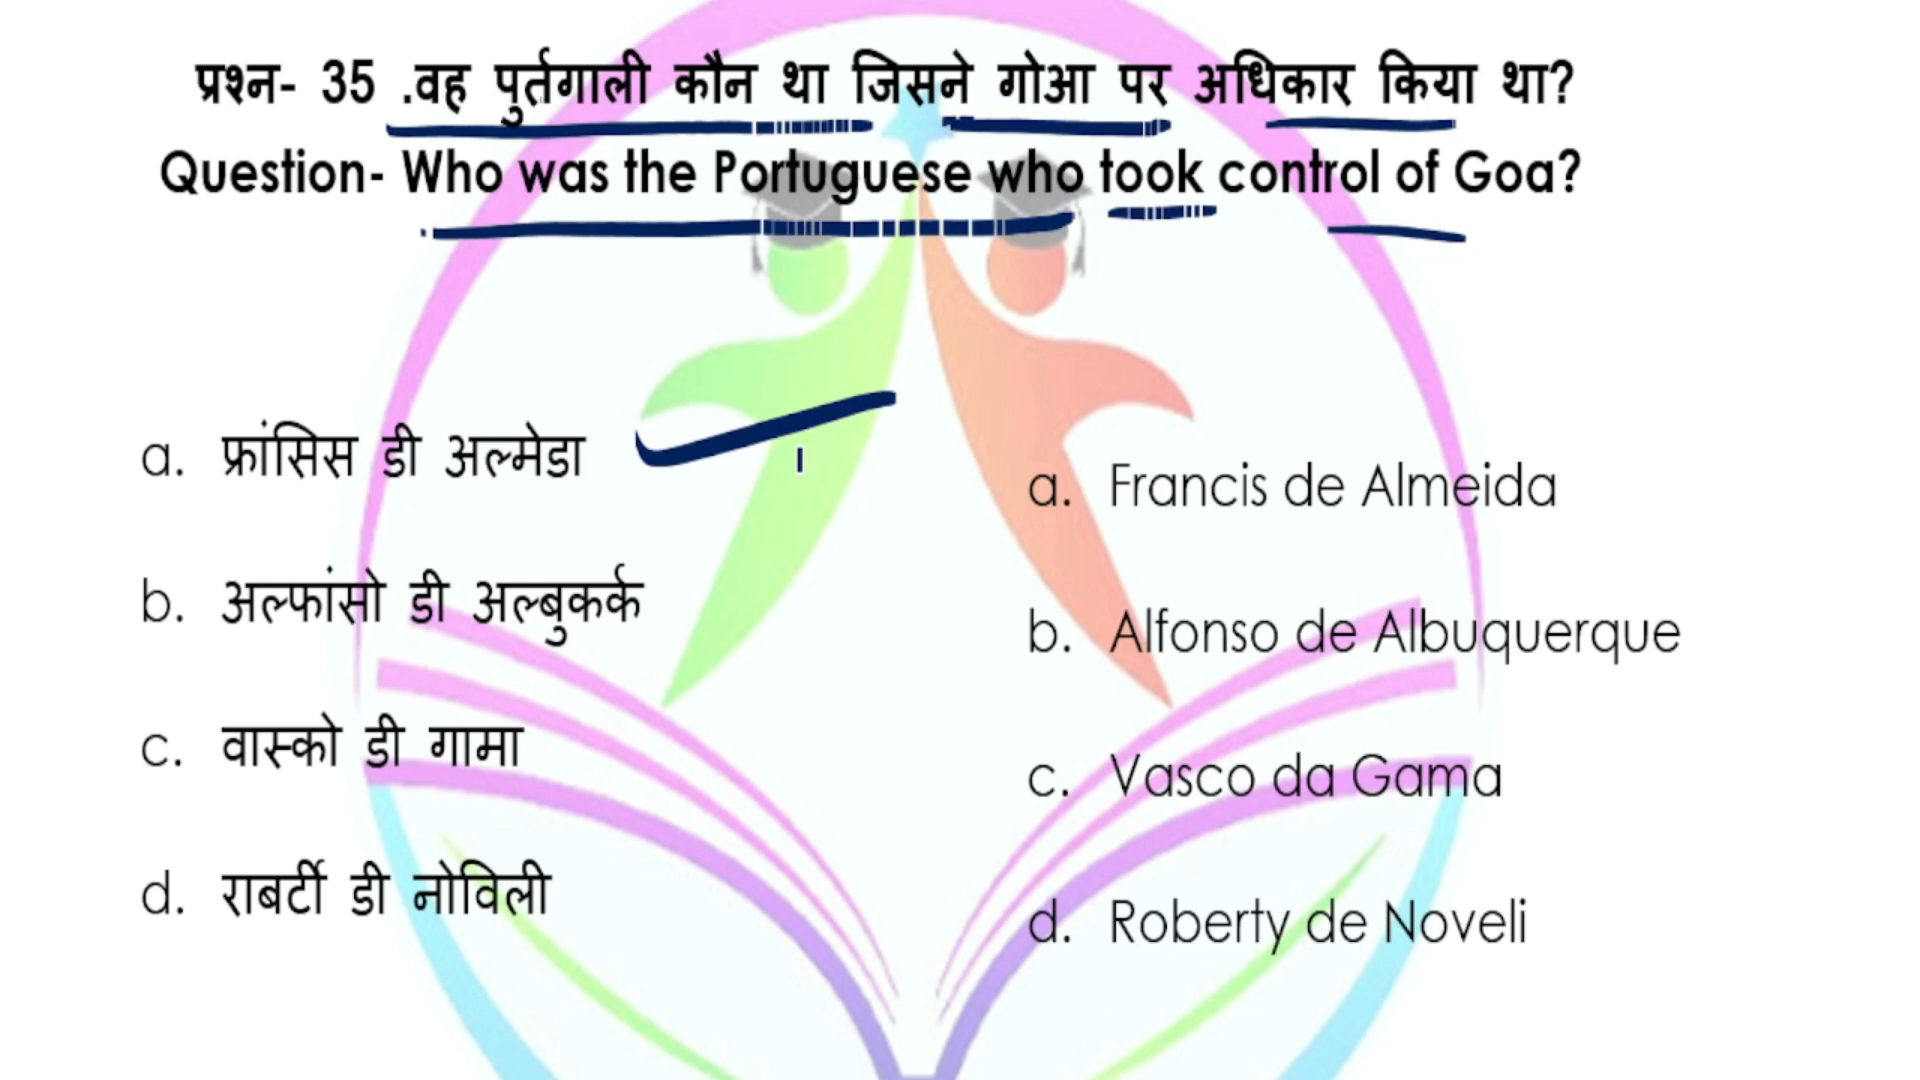 प्रश्न- 35 .वह पुर्तगाली कौन था जिसने गोआ पर अधिकार किया था?
Question- Who was the Portuguese who took control of Goa?
a. फ्रांसिस डी अल्मेडा
b. अल्फांसो डी अल्बुकर्क
c. वास्को डी गामा
d. राबर्टी डी नोविली
a. Francis de Almeida
b. Alfonso de Albuquerque
c. Vasco da Gama
d. Roberty de Noveli